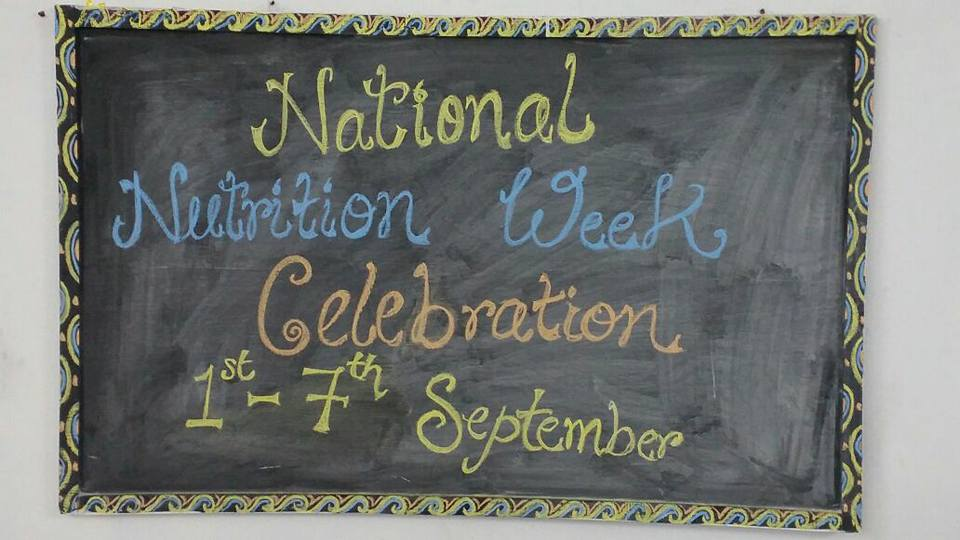 National
Nutrition Week
Celebration
1st - 7th September